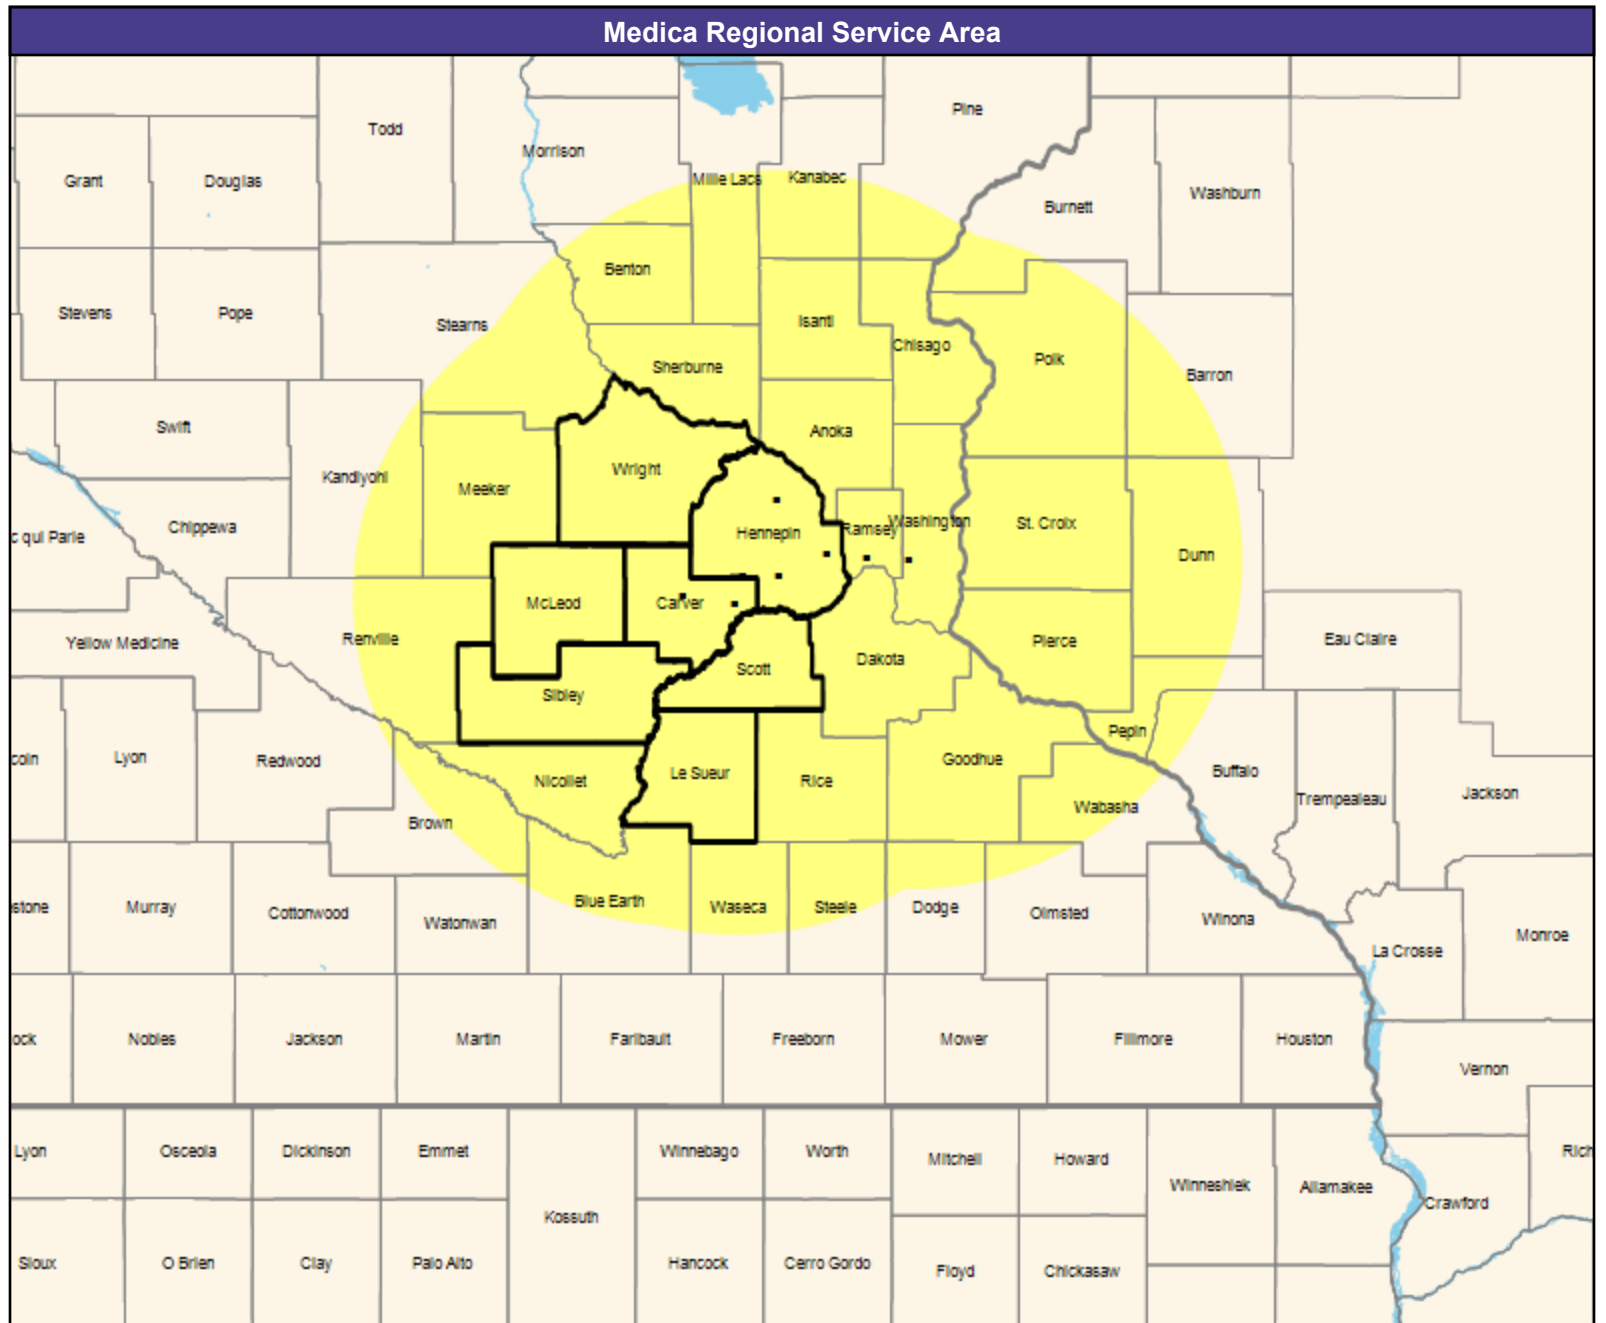 Medica Regional Service Area
Pine
Todd
Morrison
Grant
Douglas
Mille Lacs
Kanabec
Washburn
Burnett
Benton
Stevens
Pope
Stearns
Isanti
Chisago
Polk
Barron
Sherburne
Swift
Anoka
Wright
Kandiyohi
Meeker
Chippewa
Hennepin
Ramsey
Washington
St. Croix
c qui Parle
Dunn
McLeod
Carver
Renville
Yellow Medicine
Pierce
Eau Claire
Scott
Dakota
Sibley
Pepin
coln
Lyon
Redwood
Goodhue
Buffalo
Nicollet
Le Sueur
Rice
Jackson
Trempealeau
Wabasha
Brown
stone
Murray
Cottonwood
Watonwan
Blue Earth
Waseca
Steele
Dodge
Olmsted
Winona
Monroe
La Crosse
ock
Nobles
Jackson
Martin
Faribault
Freeborn
Mower
Fillmore
Houston
Vernon
Lyon
Osceola
Dickinson
Emmet
Winnebago
Worth
Mitchell
Howard
Rich
Winneshiek
Allamakee
Crawford
Kossuth
Sioux
O Brien
Clay
Palo Alto
Hancock
Cerro Gordo
Floyd
Chickasaw